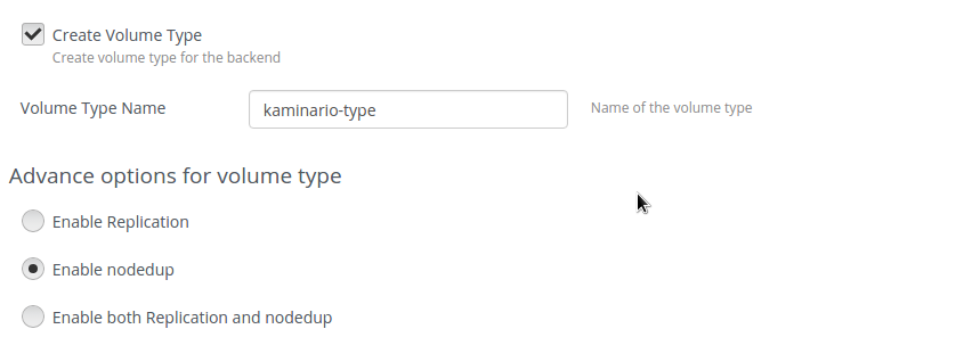 Create Volume Type
Create volume type for the backend
Volume Type Name kaminario-type Name of the volume type
Advance options for volume type
Enable Replication
Enable nodedup
Enable both Replication and nodedup